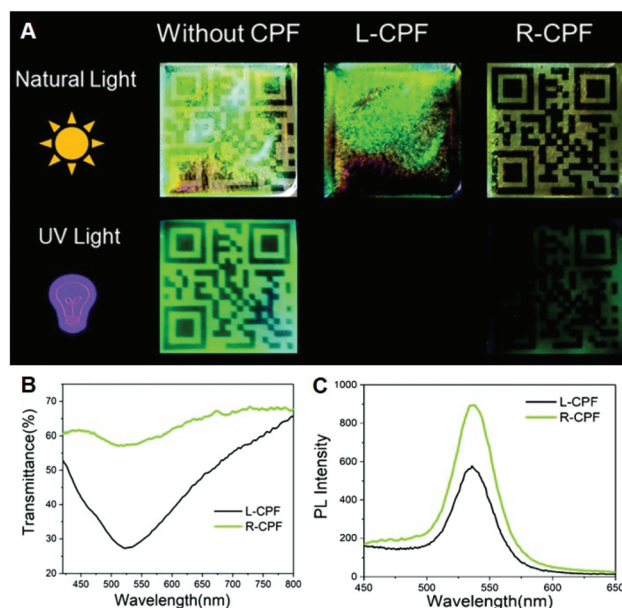 A
Without CPF L-CPF R-CPF
Natural Light
UV Light
B
Transmittance(%)
70
60
50
40
30
20
L-CPF
R-CPF
450 500 550 600 650 700 750 800
Wavelength(nm)
C
PL Intensity
1000
800
600
400
200
0
L-CPF
R-CPF
450 500 550 600 650
Wavelength(nm)